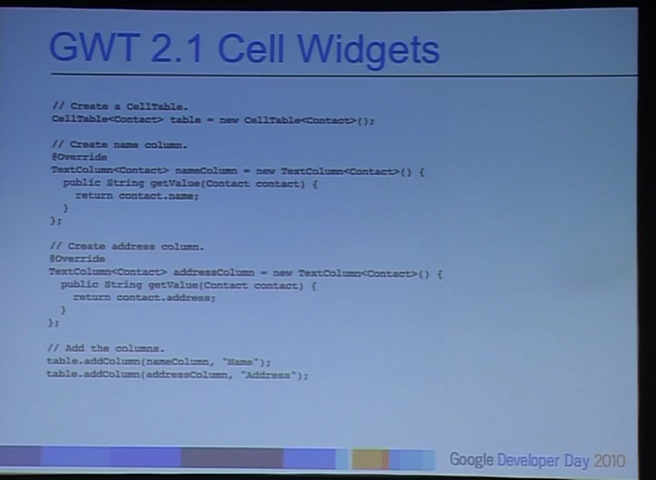 GWT 2.1 Cell Widgets
// Create a CellTable.
CellTable<Contact> table = new CellTable<Contact>();
// Create name column.
@Override
TextColumn<Contact> nameColumn = new TextColumn<Contact>() {
public String getValue(Contact contact) {
return contact.name;
}
};
// Create address column.
@Override
TextColumn<Contact> addressColumn = new TextColumn<Contact>() {
public String getValue(Contact contact) {
return contact.address;
}
};
// Add the columns.
table.addColumn(nameColumn, "Name");
table.addColumn(addressColumn, "Address");
Google Developer Day 2010